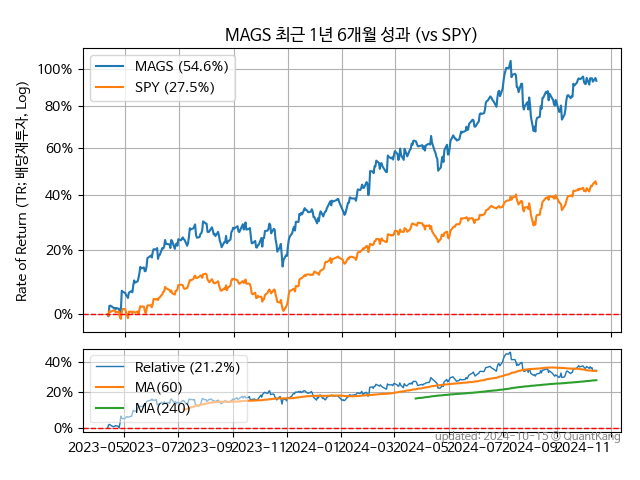 MAGS 최근 1년 6개월 성과 (vs SPY)
Rate of Return (TR: 배당재투자, Log)
100%
80%
60%
40%
20%
0%
MAGS (54.6%)
SPY (27.5%)
40%
20%
0%
Relative (21.2%)
MA(60)
MA(240)
2023-05
2023-07
2023-09
2023-11
2024-01
2024-03
2024-05
2024-07
2024-09
2024-11
updated: 2024-10-15 @ QuantKang